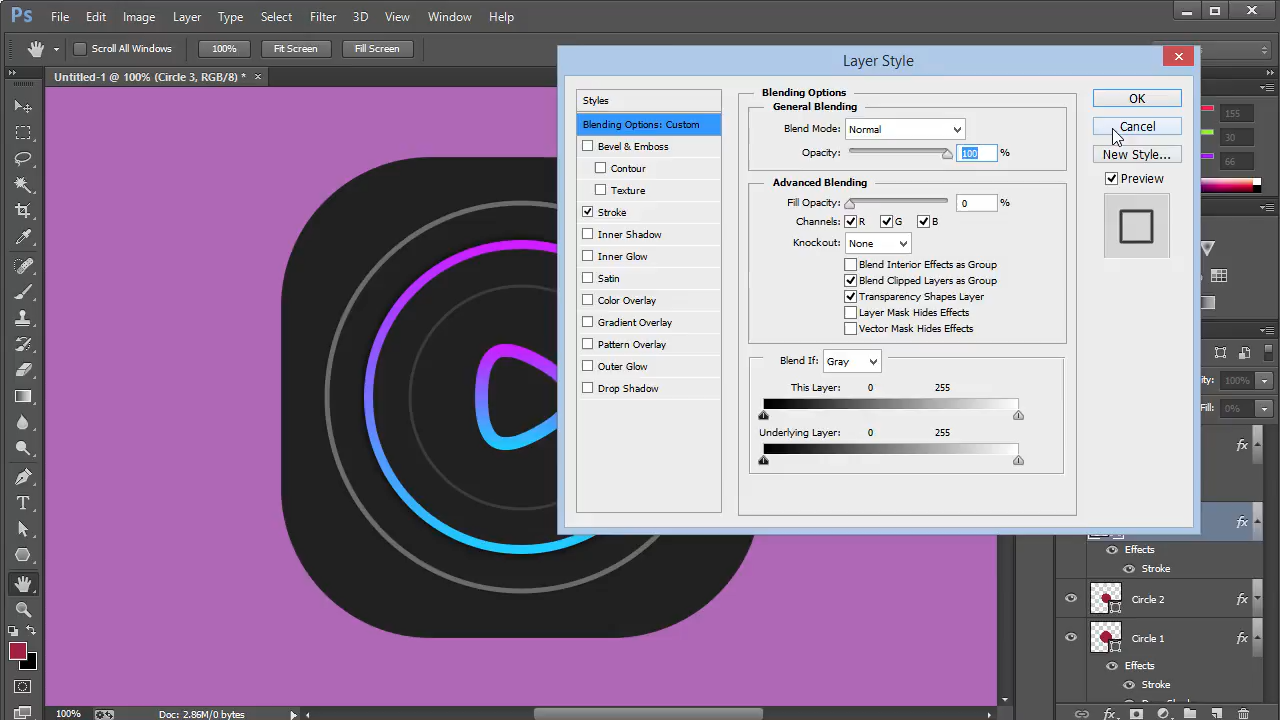 Ps File Edit Image Layer Type Select Filter 3D View Window Help
Scroll All Windows 100% Fit Screen Fill Screen
Untitled-1 @ 100% (Circle 3, RGB/8) * ×
Layer Style
Styles
Blending Options: Custom
Bevel & Emboss
Contour
Texture
Stroke
Inner Shadow
Inner Glow
Satin
Color Overlay
Gradient Overlay
Pattern Overlay
Outer Glow
Drop Shadow
Blending Options
General Blending
Blend Mode: Normal
Opacity: 100 %
Advanced Blending
Fill Opacity: 0 %
Channels: R G B
Knockout: None
Blend Interior Effects as Group
Blend Clipped Layers as Group
Transparency Shapes Layer
Layer Mask Hides Effects
Vector Mask Hides Effects
Blend If: Gray
This Layer: 0 255
Underlying Layer: 0 255
OK
Cancel
New Style...
Preview
155
30
66
100%
Fill: 0%
fx
fx
Effects
Stroke
Circle 2 fx
Circle 1 fx
Effects
Stroke
100% Doc: 2.86M/0 bytes
fx